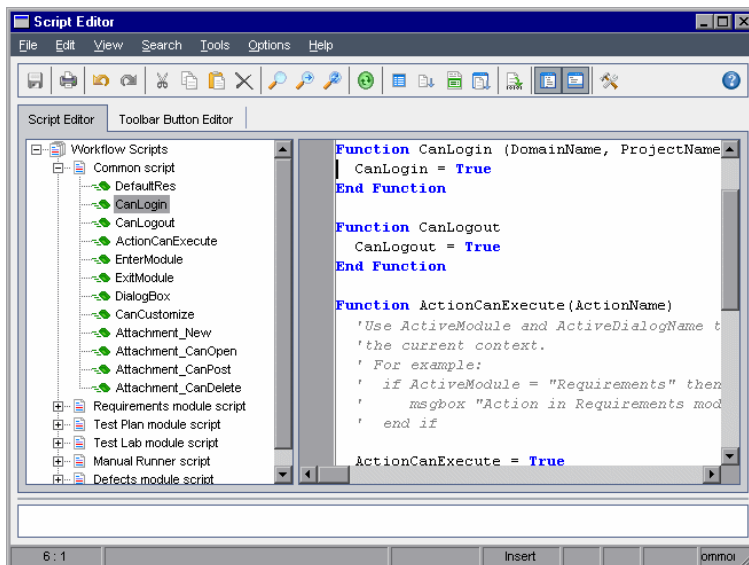 Script Editor
File Edit View Search Tools Options Help
Script Editor Toolbar Button Editor
Workflow Scripts
Common script
DefaultRes
CanLogin
CanLogout
ActionCanExecute
EnterModule
ExitModule
DialogBox
CanCustomize
Attachment_New
Attachment_CanOpen
Attachment_CanPost
Attachment_CanDelete
Requirements module script
Test Plan module script
Test Lab module script
Manual Runner script
Defects module script
Function CanLogin (DomainName, ProjectName
CanLogin = True
End Function
Function CanLogout
CanLogout = True
End Function
Function ActionCanExecute(ActionName)
'Use ActiveModule and ActiveDialogName t
'the current context.
' For example:
' if ActiveModule = "Requirements" then
' msgbox "Action in Requirements mod
' end if
ActionCanExecute = True
6: 1 Insert